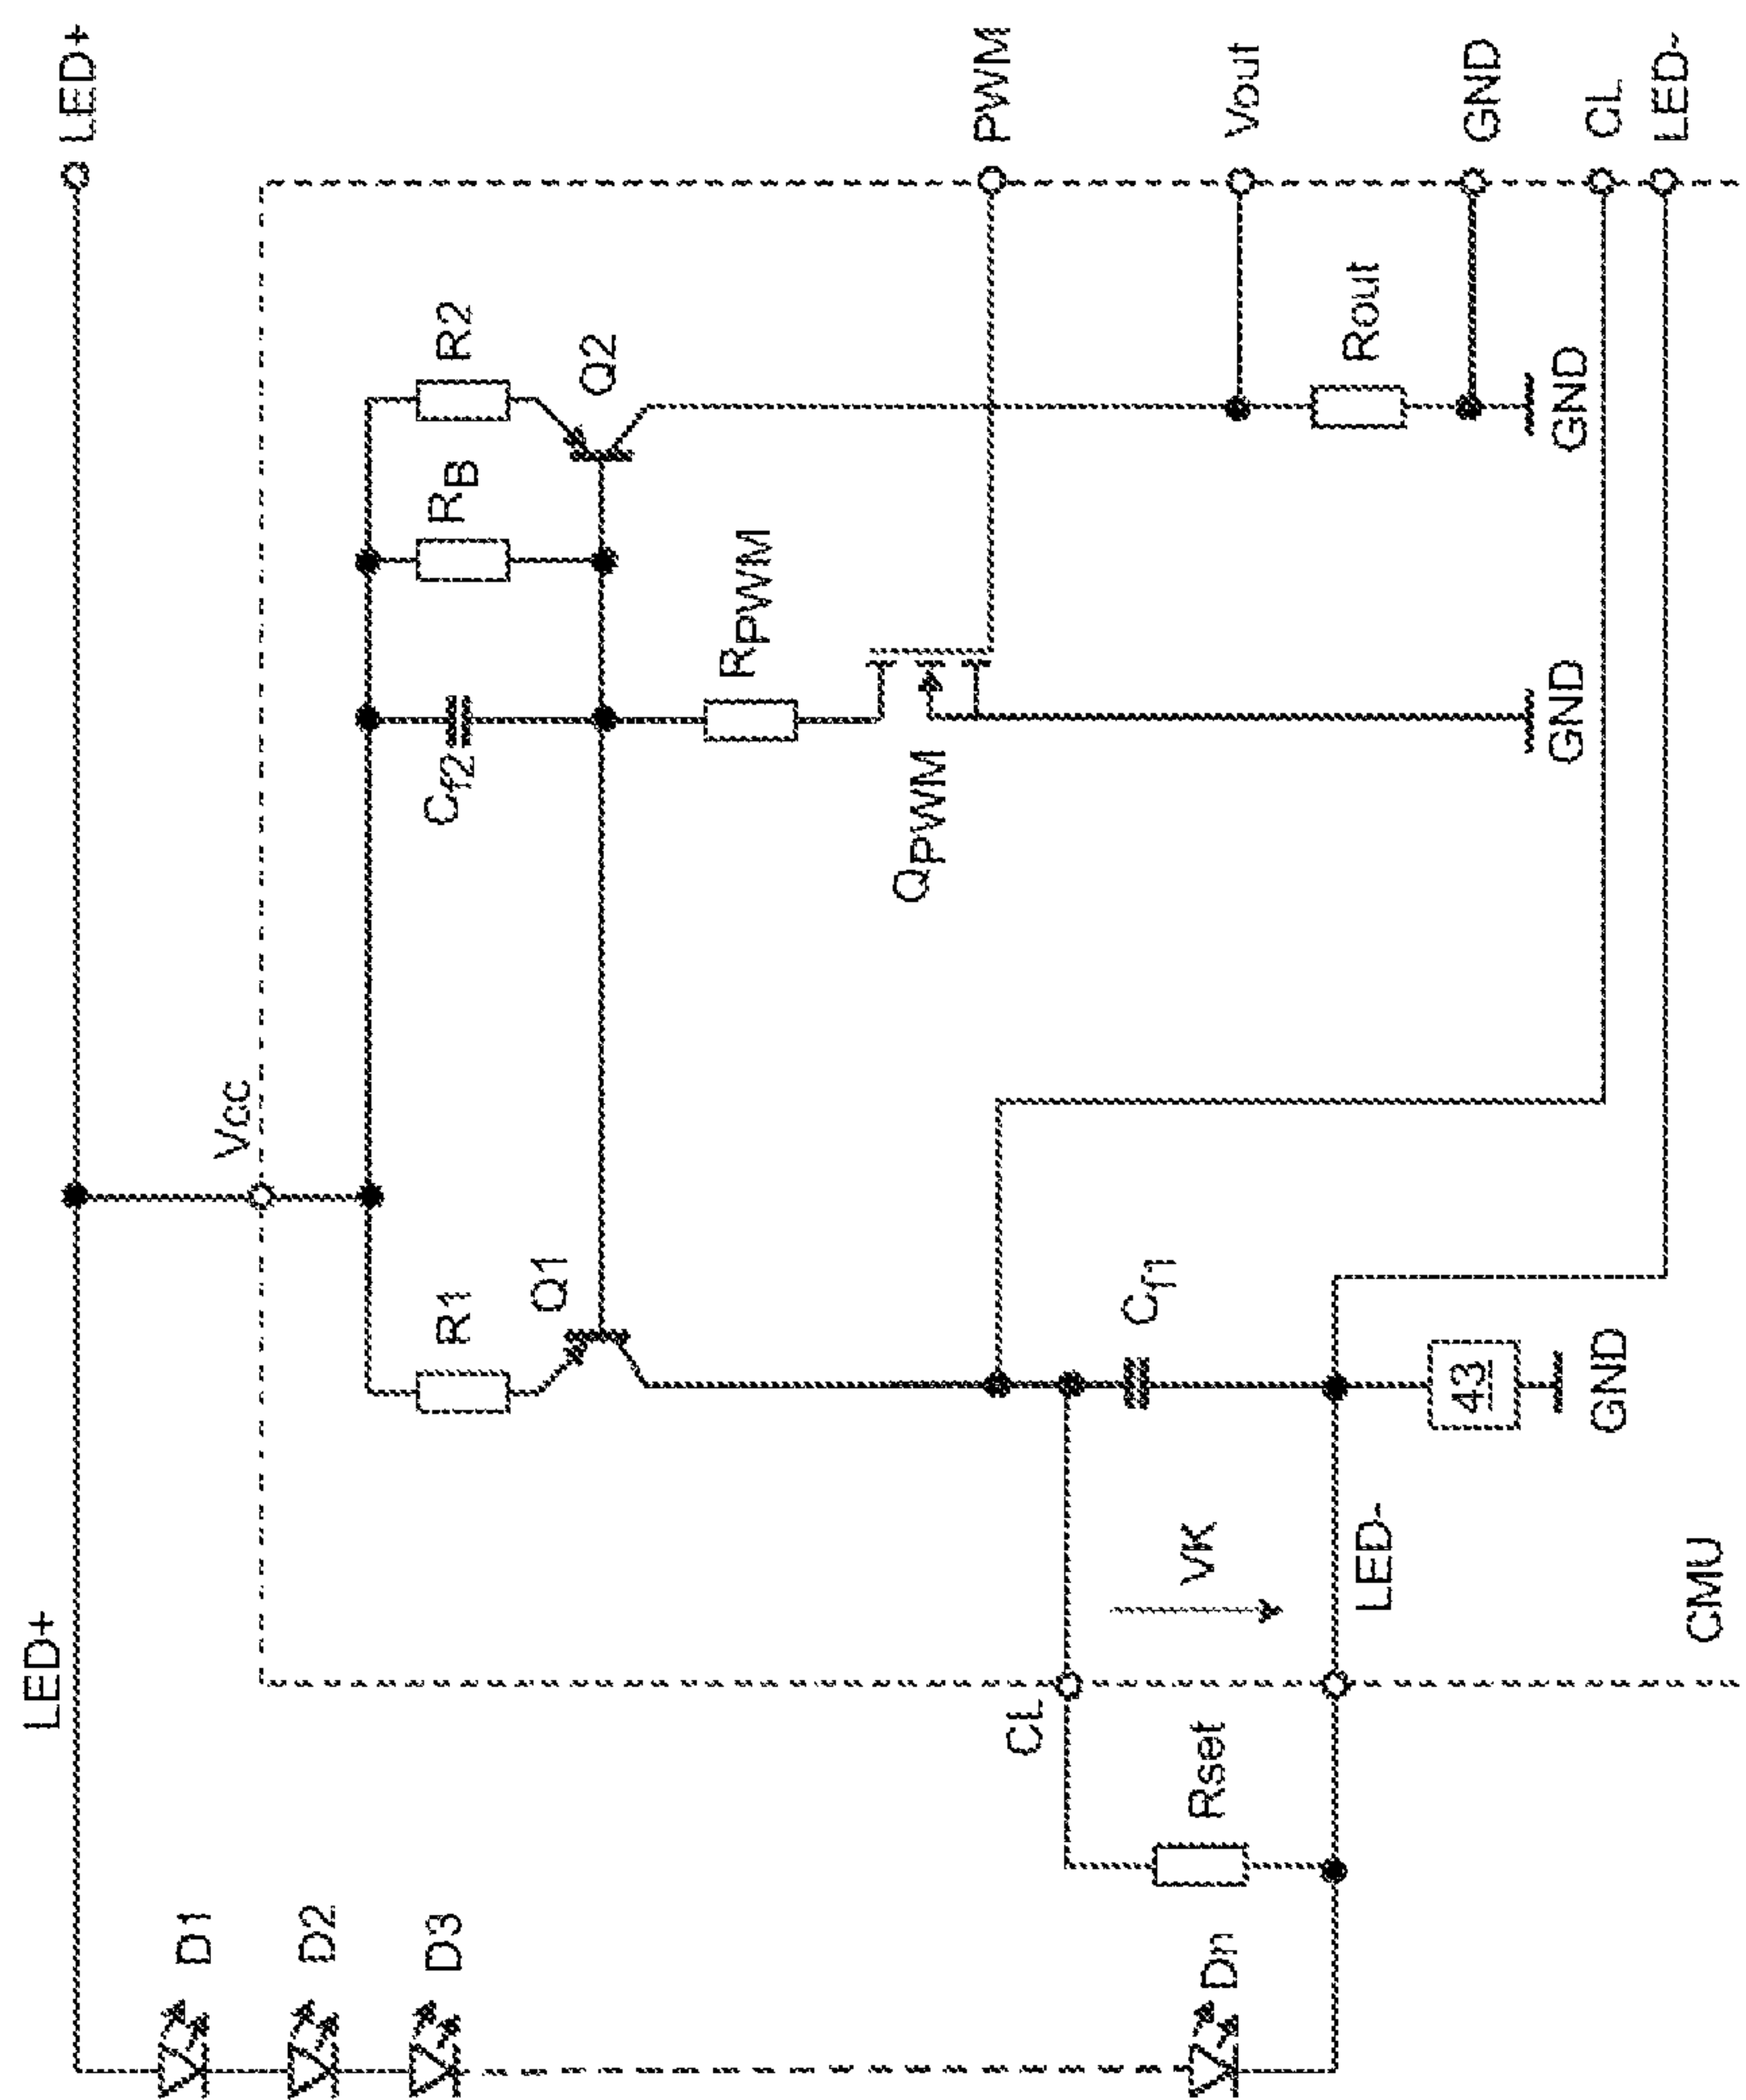 LED+
LED+
D1
D2
D3
Dn
Vcc
R1
Q1
Cf2
RB
R2
Q2
RPWM
QPWM
PWM
Vout
Rout
GND
GND
GND
CL
LED-
CL
Rset
VK
Cf1
LED-
43
GND
CMU